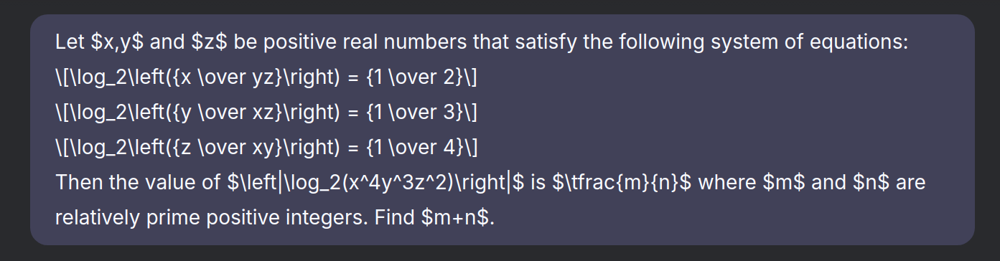 Let $x,y$ and $z$ be positive real numbers that satisfy the following system of equations:
\[\log_2\left({x \over yz}\right) = {1 \over 2}\]
\[\log_2\left({y \over xz}\right) = {1 \over 3}\]
\[\log_2\left({z \over xy}\right) = {1 \over 4}\]
Then the value of $\left|\log_2(x^4y^3z^2)\right|$ is $\tfrac{m}{n}$ where $m$ and $n$ are
relatively prime positive integers. Find $m+n$.